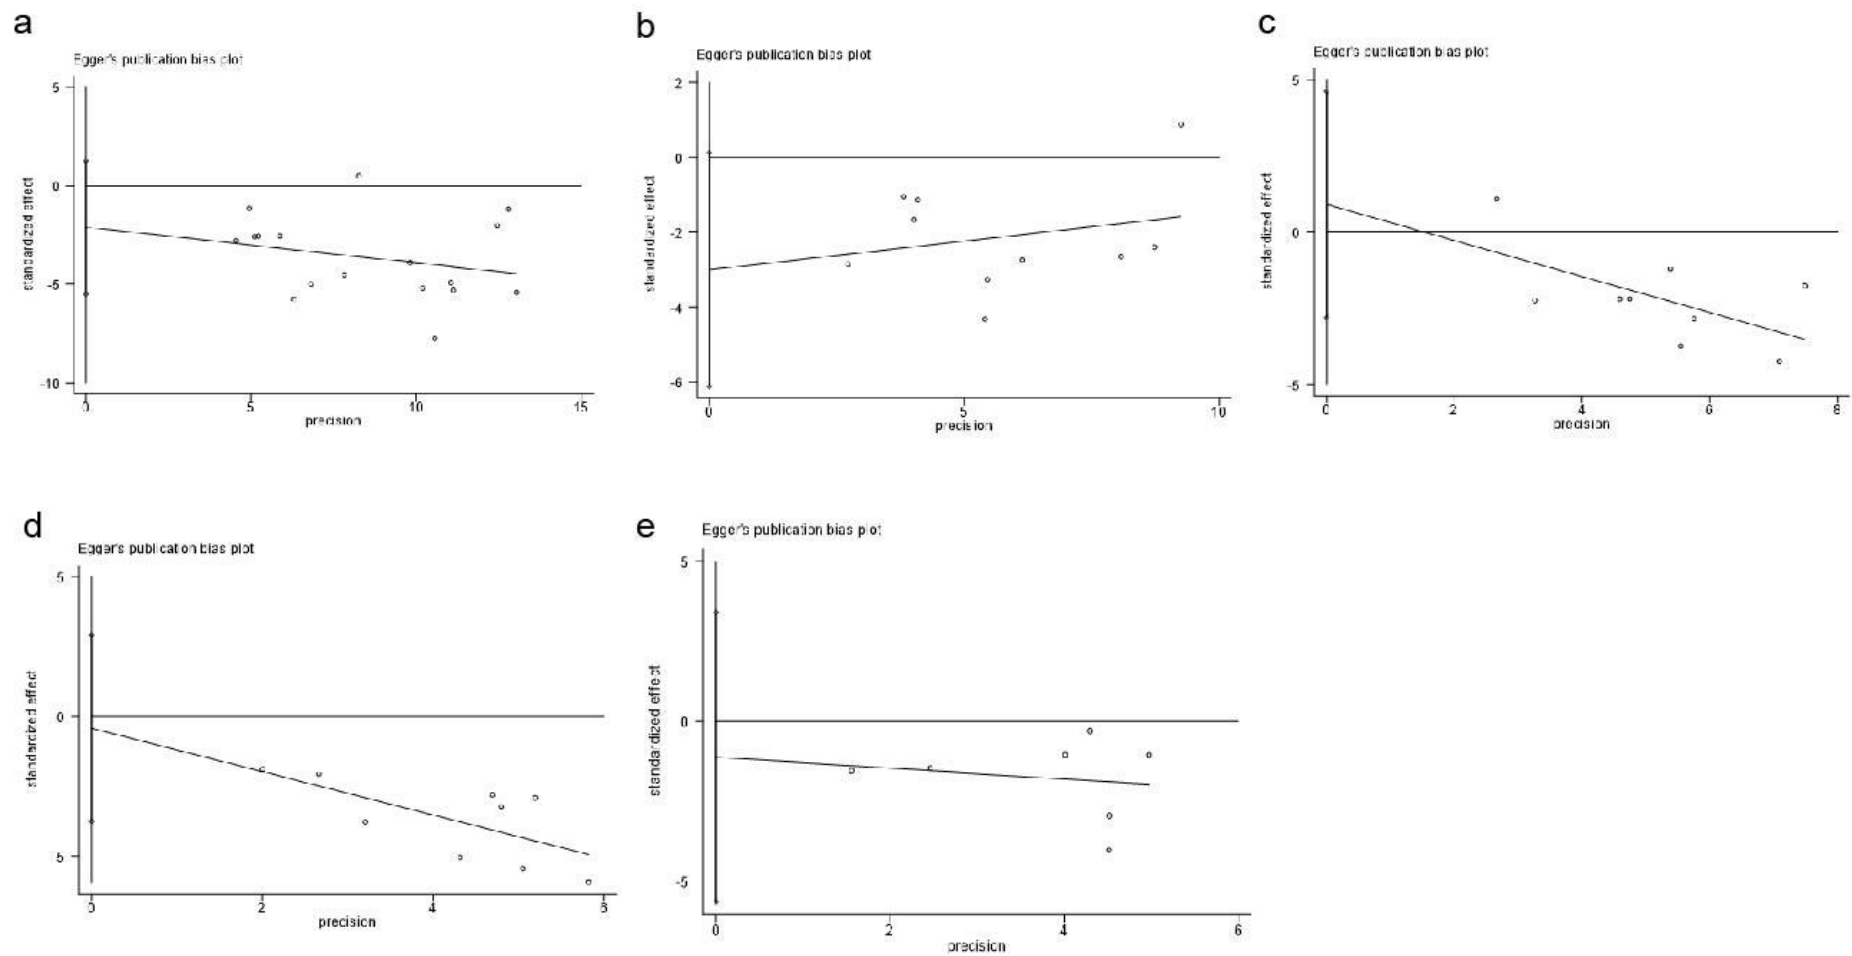 a
Egger's publication bias plot
5
0
-5
-10
standardized effect
0
5
10
15
precision
b
Egger's publication bias plot
2
0
-2
-4
-6
standardized effect
0
5
10
precision
c
Egger's publication bias plot
5
0
-5
standardized effect
0
2
4
6
8
precision
d
Egger's publication bias plot
5
0
5
standardized effect
0
2
4
6
precision
e
Egger's publication bias plot
5
0
-5
standardized effect
0
2
4
6
precision